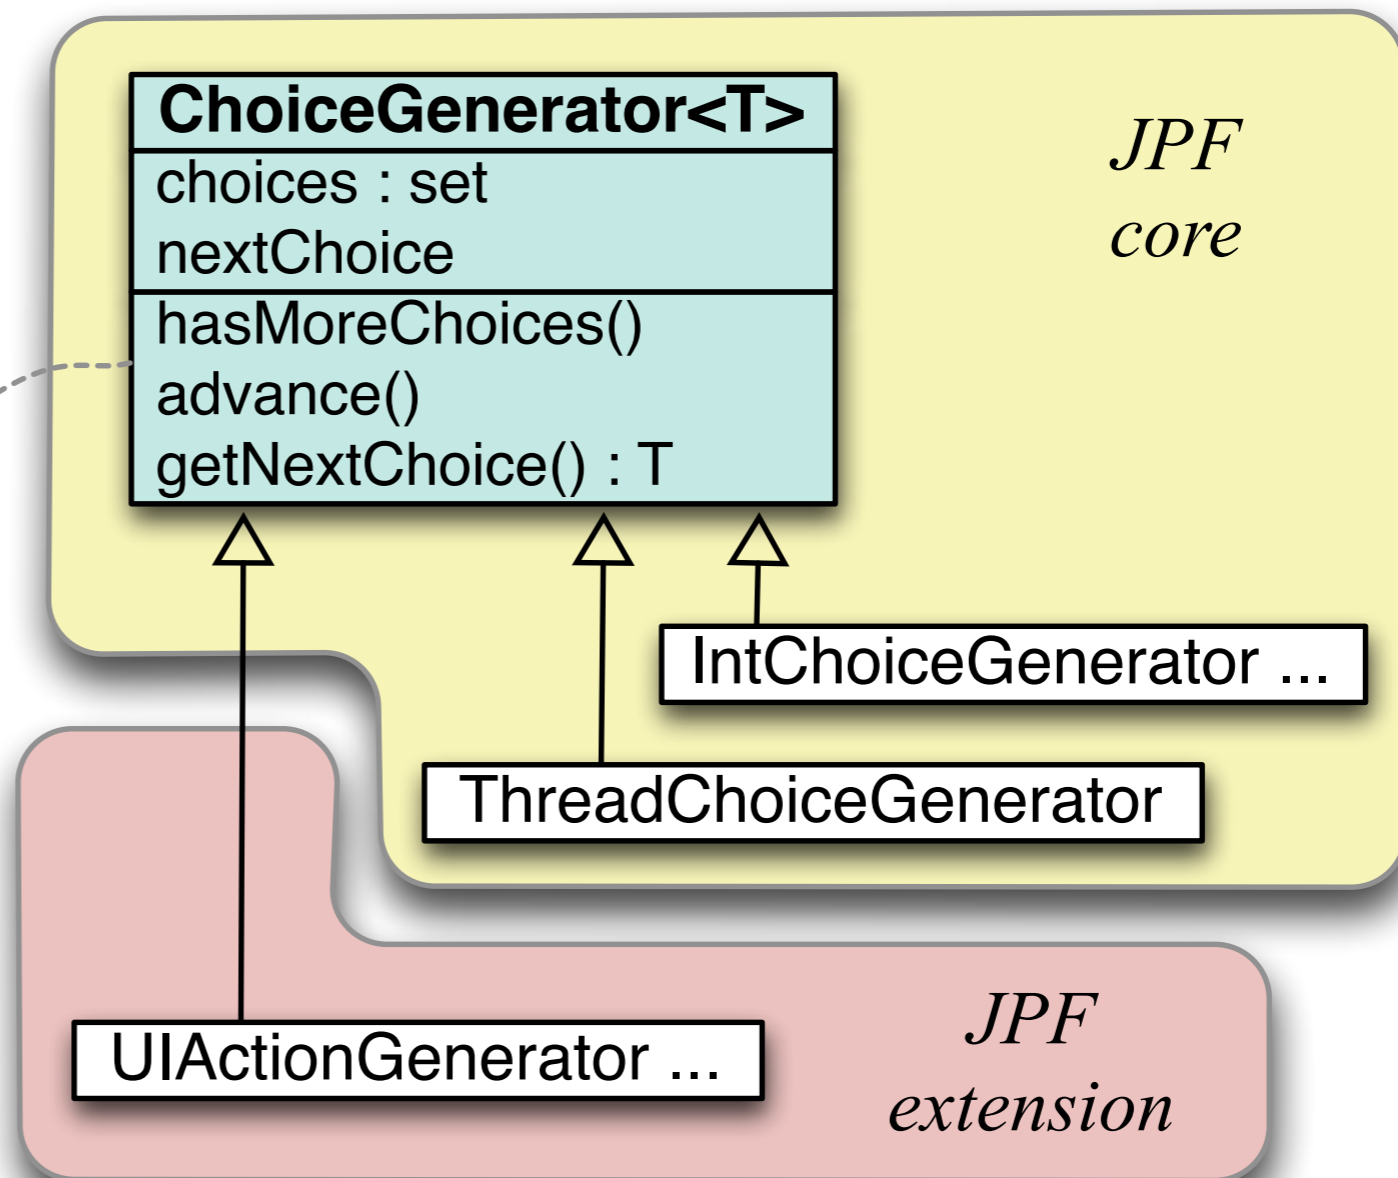 ChoiceGenerator<T>
choices : set
nextChoice
hasMoreChoices()
advance()
getNextChoice() : T
JPF
core
IntChoiceGenerator ...
ThreadChoiceGenerator
UIActionGenerator ...
JPF
extension